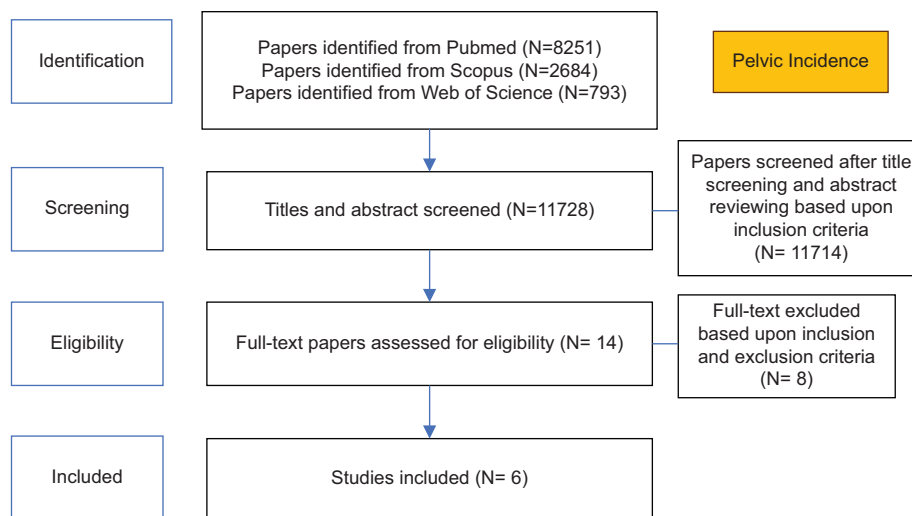 Identification
Papers identified from Pubmed (N=8251)
Papers identified from Scopus (N=2684)
Papers identified from Web of Science (N=793)
Pelvic Incidence
Screening
Titles and abstract screened (N=11728)
Papers screened after title
screening and abstract
reviewing based upon
inclusion criteria
(N= 11714)
Eligibility
Full-text papers assessed for eligibility (N= 14)
Full-text excluded
based upon inclusion
and exclusion criteria
(N= 8)
Included
Studies included (N= 6)